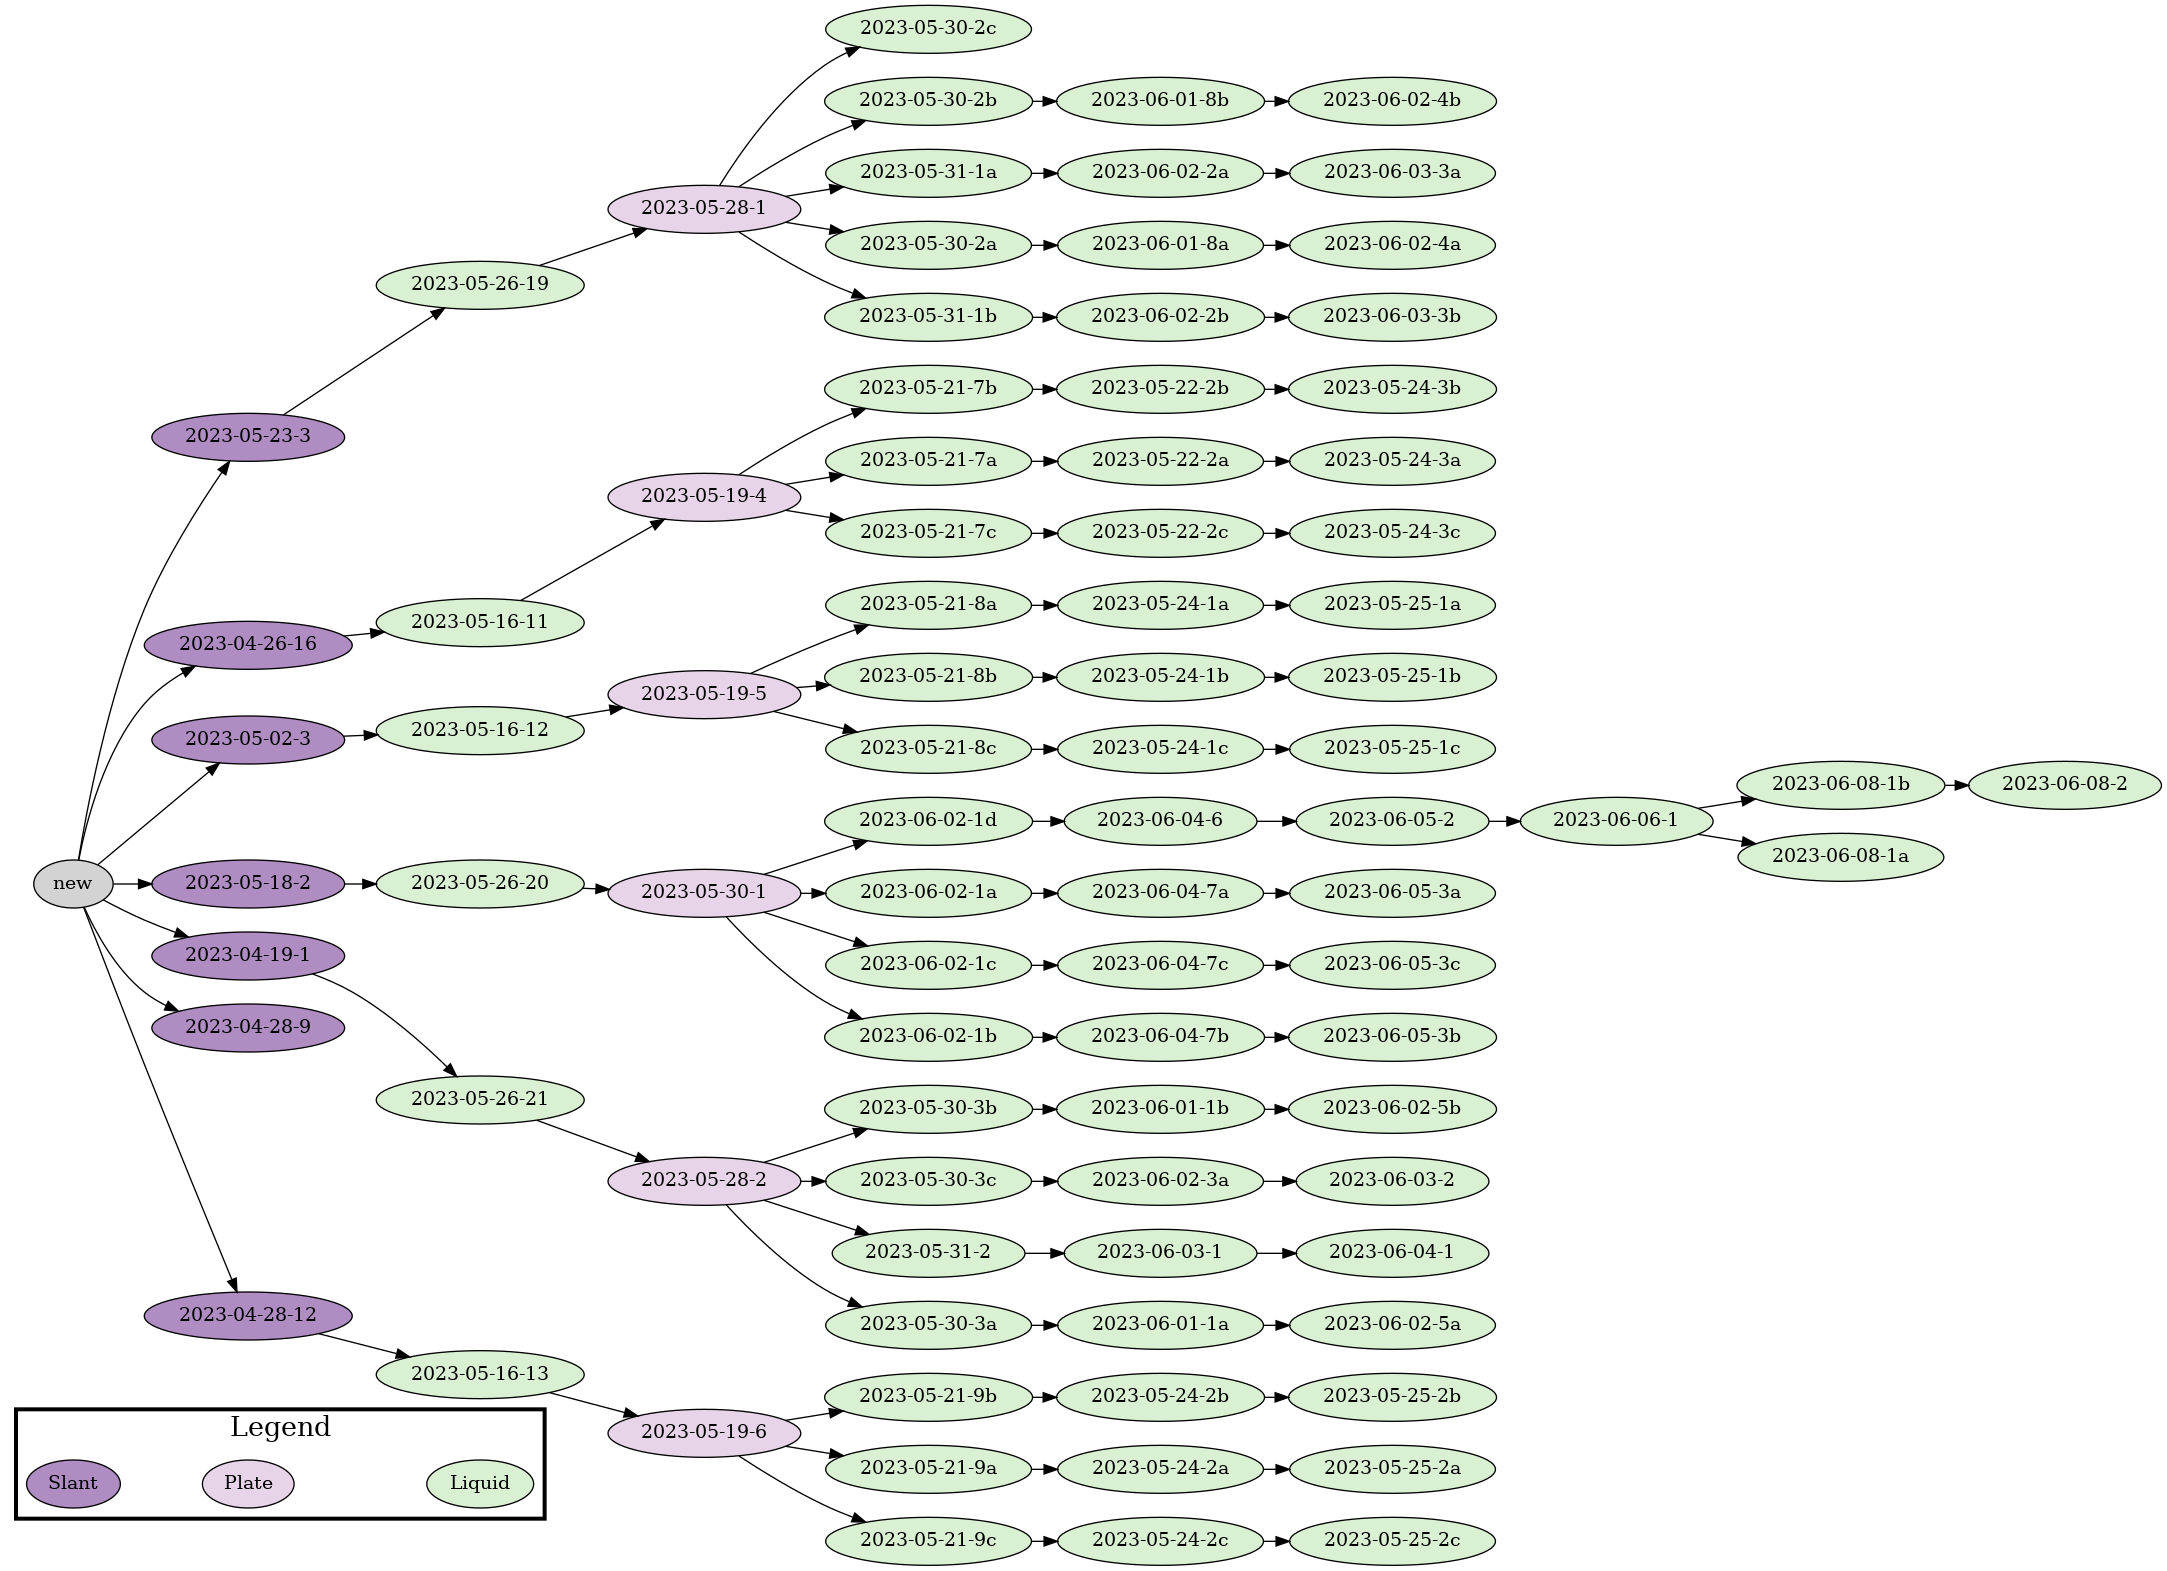 2023-05-30-2c
2023-05-30-2b 2023-06-01-8b 2023-06-02-4b
2023-05-31-1a 2023-06-02-2a 2023-06-03-3a
2023-05-28-1
2023-05-30-2a 2023-06-01-8a 2023-06-02-4a
2023-05-26-19
2023-05-31-1b 2023-06-02-2b 2023-06-03-3b
2023-05-21-7b 2023-05-22-2b 2023-05-24-3b
2023-05-23-3
2023-05-21-7a 2023-05-22-2a 2023-05-24-3a
2023-05-19-4
2023-05-21-7c 2023-05-22-2c 2023-05-24-3c
2023-05-21-8a 2023-05-24-1a 2023-05-25-1a
2023-05-16-11
2023-04-26-16
2023-05-21-8b 2023-05-24-1b 2023-05-25-1b
2023-05-19-5
2023-05-16-12
2023-05-02-3
2023-05-21-8c 2023-05-24-1c 2023-05-25-1c
2023-06-08-1b 2023-06-08-2
2023-06-02-1d 2023-06-04-6 2023-06-05-2 2023-06-06-1
2023-06-08-1a
new 2023-05-18-2 2023-05-26-20
2023-05-30-1 2023-06-02-1a 2023-06-04-7a 2023-06-05-3a
2023-04-19-1
2023-06-02-1c 2023-06-04-7c 2023-06-05-3c
2023-04-28-9
2023-06-02-1b 2023-06-04-7b 2023-06-05-3b
2023-05-26-21
2023-05-30-3b 2023-06-01-1b 2023-06-02-5b
2023-05-28-2 2023-05-30-3c 2023-06-02-3a 2023-06-03-2
2023-05-31-2 2023-06-03-1 2023-06-04-1
2023-04-28-12
2023-05-30-3a 2023-06-01-1a 2023-06-02-5a
2023-05-16-13
2023-05-21-9b 2023-05-24-2b 2023-05-25-2b
2023-05-19-6
2023-05-21-9a 2023-05-24-2a 2023-05-25-2a
2023-05-21-9c 2023-05-24-2c 2023-05-25-2c
Legend
Slant Plate Liquid